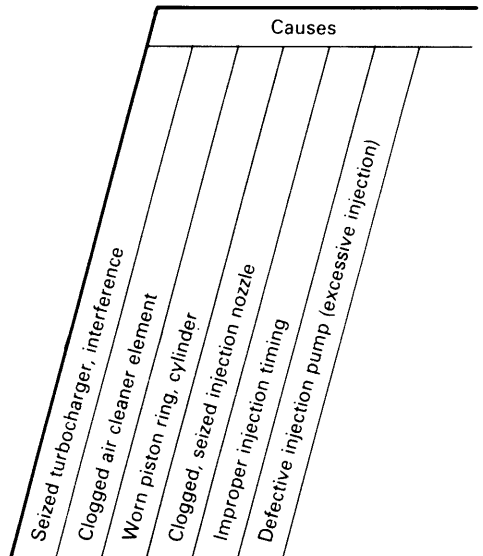 Causes
Seized turbocharger, interference
Clogged air cleaner element
Worn piston ring, cylinder
Clogged, seized injection nozzle
Improper injection timing
Defective injection pump (excessive injection)